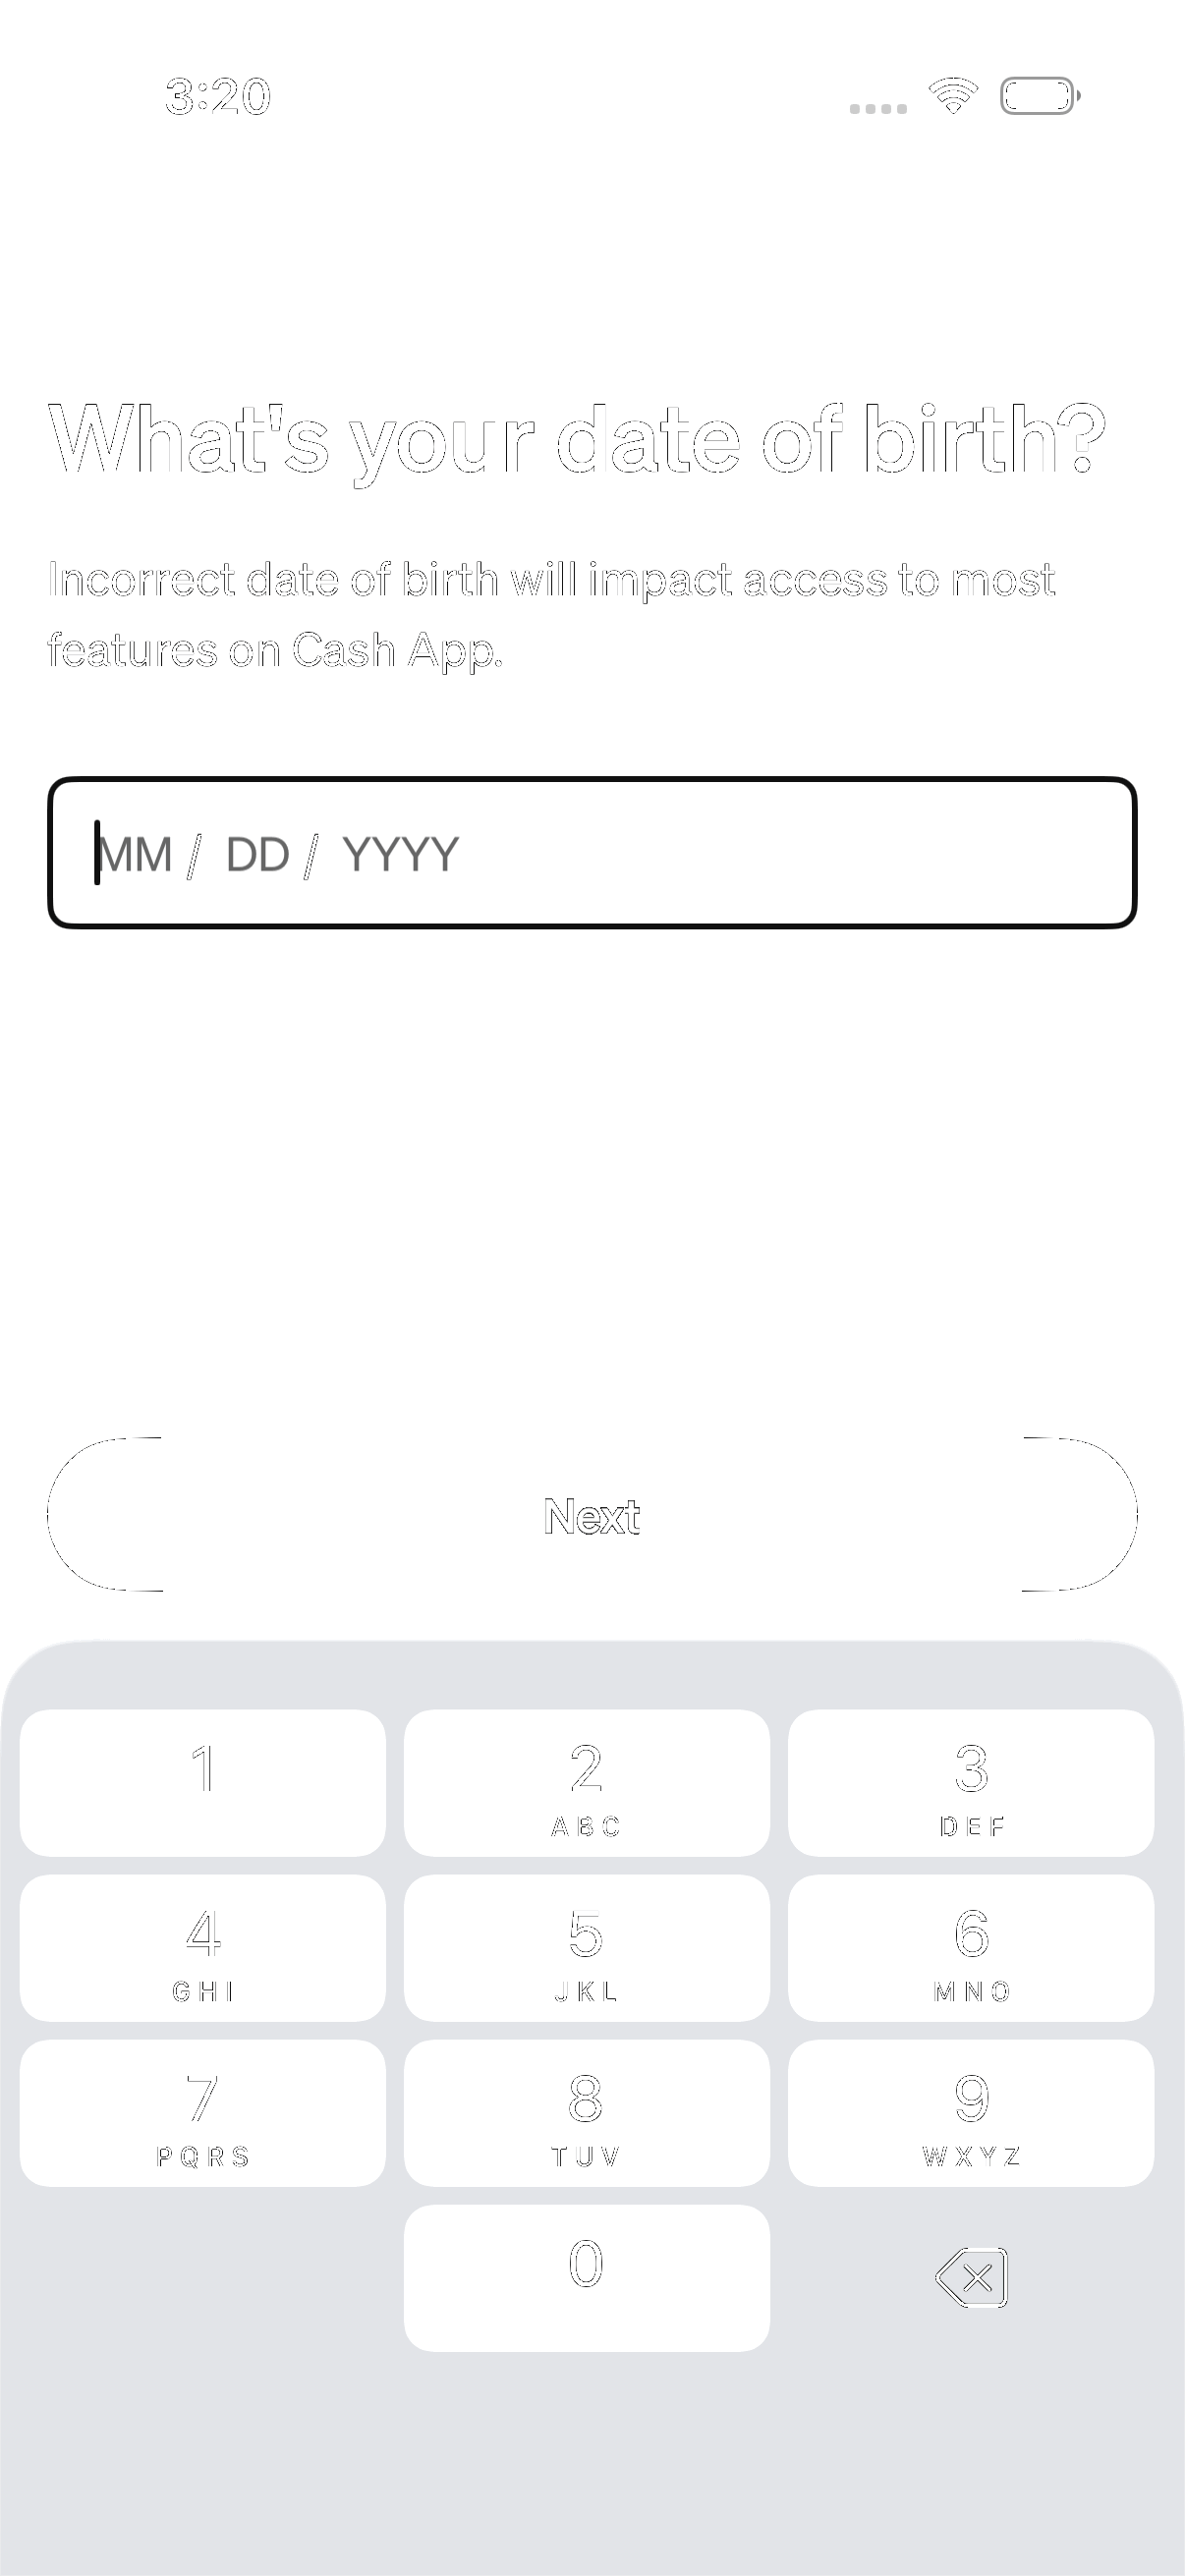 3:20
What's your date of birth?
Incorrect date of birth will impact access to most
features on Cash App.
MM / DD / YYYY
Next
1 2 3
ABC DEF
4 5 6
GHI JKL MNO
7 8 9
PQRS TUV WXYZ
0